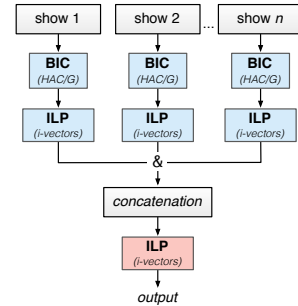 show 1 show 2 ... show n
BIC BIC BIC
(HAC/G) (HAC/G) (HAC/G)
ILP ILP ILP
(i-vectors) (i-vectors) (i-vectors)
&
concatenation
ILP
(i-vectors)
output